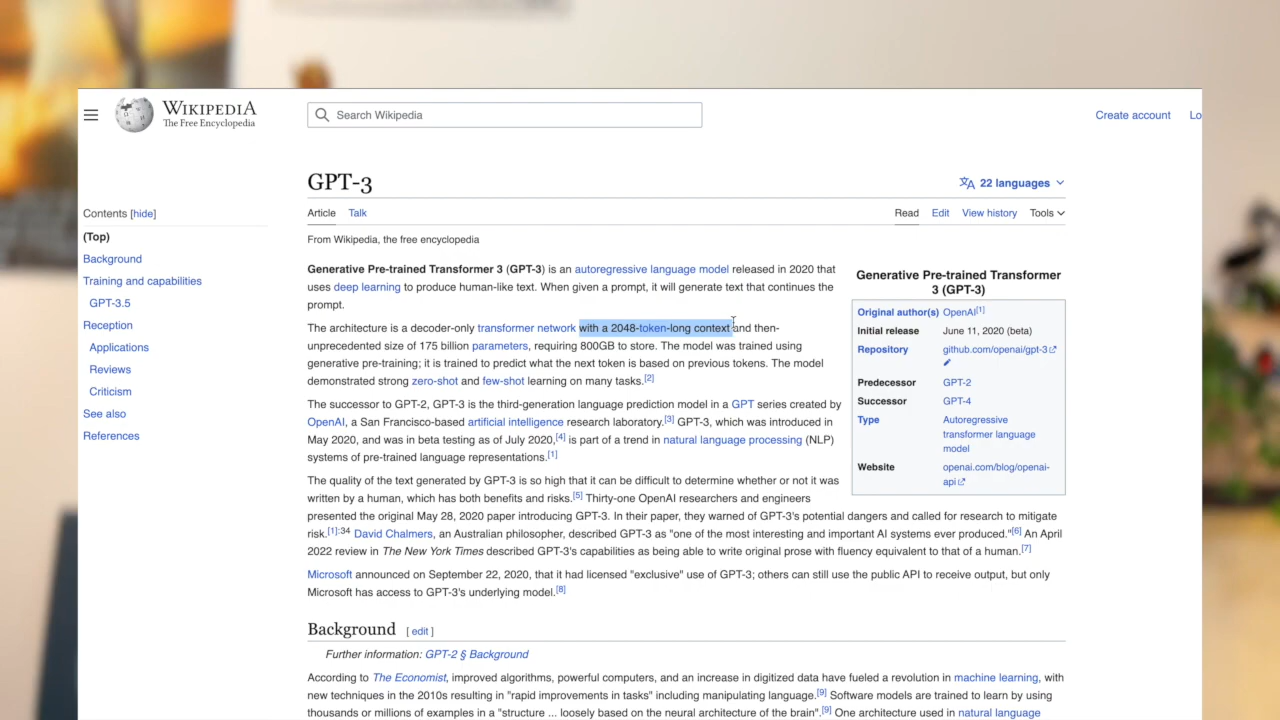 WIKIPEDIA
The Free Encyclopedia
Search Wikipedia
Create account
Lo
GPT-3
22 languages
Article
Talk
Read
Edit
View history
Tools
Contents [hide]
(Top)
Background
Training and capabilities
GPT-3.5
Reception
Applications
Reviews
Criticism
See also
References
From Wikipedia, the free encyclopedia
Generative Pre-trained Transformer 3 (GPT-3) is an autoregressive language model released in 2020 that
uses deep learning to produce human-like text. When given a prompt, it will generate text that continues the
prompt.
The architecture is a decoder-only transformer network with a 2048-token-long context and then-
unprecedented size of 175 billion parameters, requiring 800GB to store. The model was trained using
generative pre-training; it is trained to predict what the next token is based on previous tokens. The model
demonstrated strong zero-shot and few-shot learning on many tasks.[2]
The successor to GPT-2, GPT-3 is the third-generation language prediction model in a GPT series created by
OpenAI, a San Francisco-based artificial intelligence research laboratory.[3] GPT-3, which was introduced in
May 2020, and was in beta testing as of July 2020,[4] is part of a trend in natural language processing (NLP)
systems of pre-trained language representations.[1]
The quality of the text generated by GPT-3 is so high that it can be difficult to determine whether or not it was
written by a human, which has both benefits and risks.[5] Thirty-one OpenAI researchers and engineers
presented the original May 28, 2020 paper introducing GPT-3. In their paper, they warned of GPT-3's potential dangers and called for research to mitigate
risk.[1]:34 David Chalmers, an Australian philosopher, described GPT-3 as "one of the most interesting and important AI systems ever produced."[6] An April
2022 review in The New York Times described GPT-3's capabilities as being able to write original prose with fluency equivalent to that of a human.[7]
Microsoft announced on September 22, 2020, that it had licensed "exclusive" use of GPT-3; others can still use the public API to receive output, but only
Microsoft has access to GPT-3's underlying model.[8]
Generative Pre-trained Transformer
3 (GPT-3)
Original author(s) OpenAI[1]
Initial release June 11, 2020 (beta)
Repository github.com/openai/gpt-3
Predecessor GPT-2
Successor GPT-4
Type Autoregressive
transformer language
model
Website openai.com/blog/openai-
api
Background [ edit ]
Further information: GPT-2 § Background
According to The Economist, improved algorithms, powerful computers, and an increase in digitized data have fueled a revolution in machine learning, with
new techniques in the 2010s resulting in "rapid improvements in tasks" including manipulating language.[9] Software models are trained to learn by using
thousands or millions of examples in a "structure ... loosely based on the neural architecture of the brain".[9] One architecture used in natural language